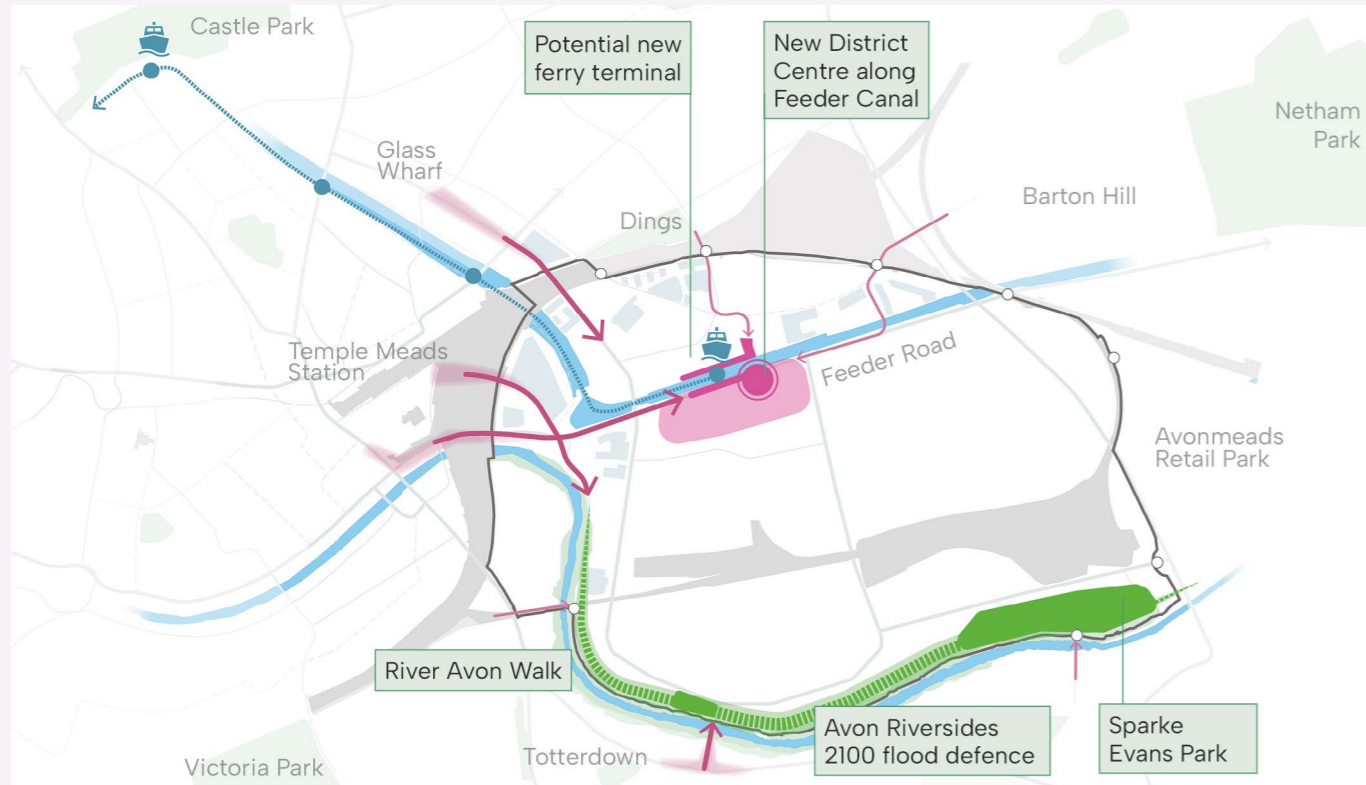 Castle Park
Potential new
ferry terminal
New District
Centre along
Feeder Canal
Netham
Park
Glass
Wharf
Dings
Barton Hill
Temple Meads
Station
Feeder Road
Avonmeads
Retail Park
River Avon Walk
Avon Riversides
2100 flood defence
Sparke
Evans Park
Totterdown
Victoria Park